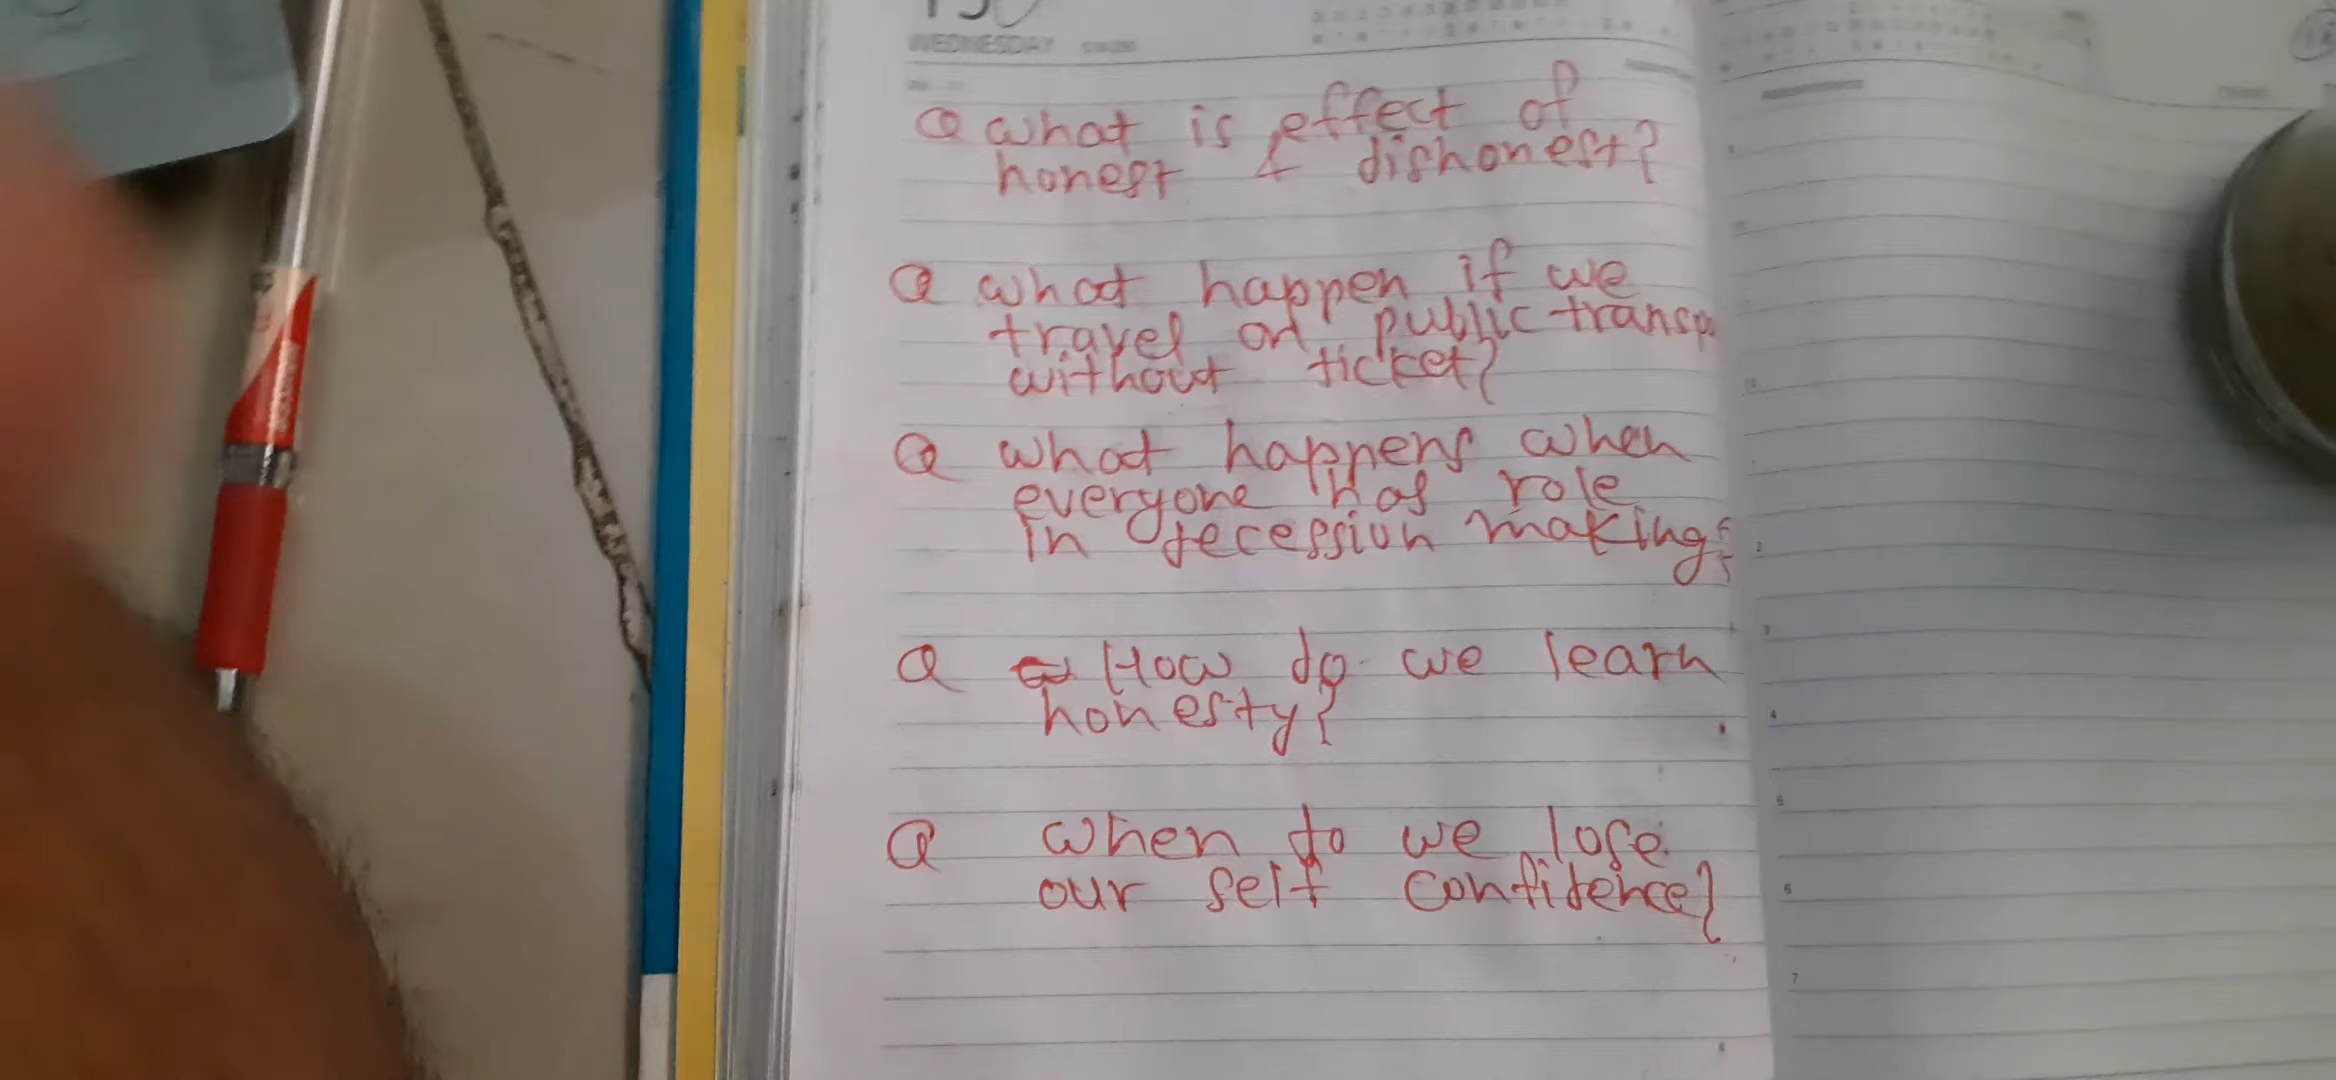 WEDNESDAY
Q what is effect of
honest & dishonest?
Q what happen if we
travel on public transp
without ticket?
Q what happens when
everyone has role
in decession making?
Q How do we learn
honesty?
Q when do we lose
our self confidence?